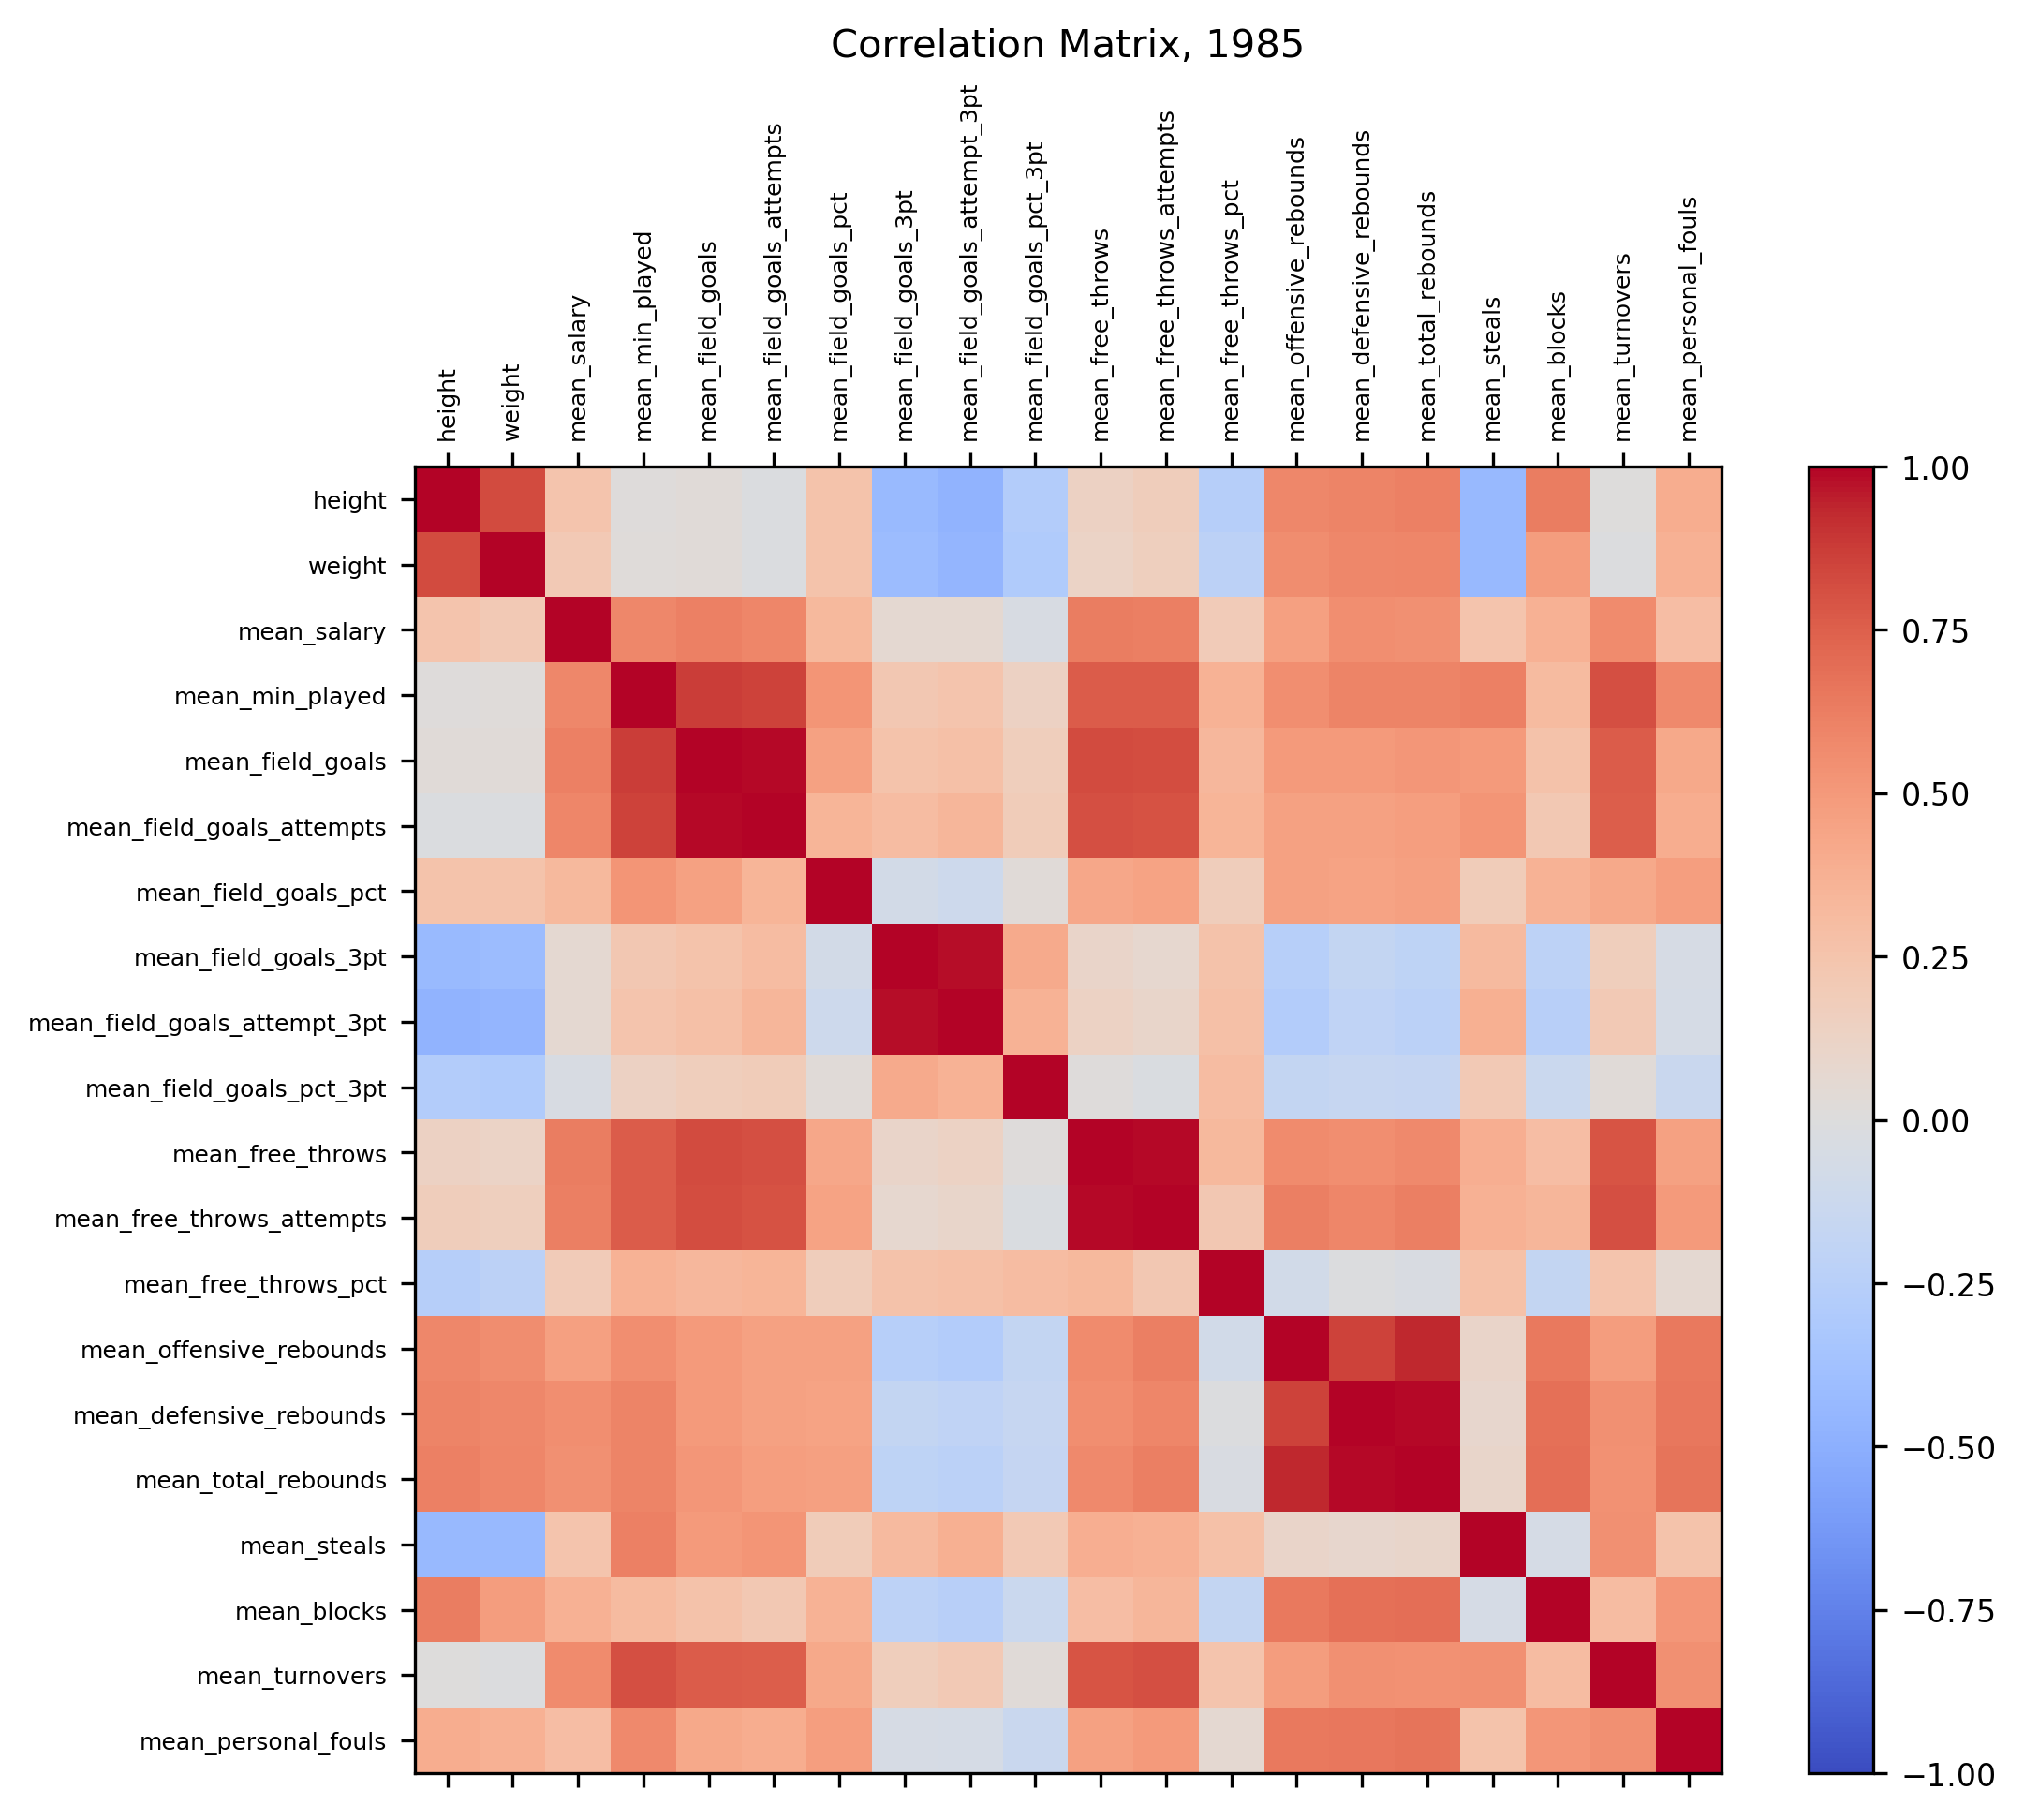 Correlation Matrix, 1985
height
weight
mean_salary
mean_min_played
mean_field_goals
mean_field_goals_attempts
mean_field_goals_pct
mean_field_goals_3pt
mean_field_goals_attempt_3pt
mean_field_goals_pct_3pt
mean_free_throws
mean_free_throws_attempts
mean_free_throws_pct
mean_offensive_rebounds
mean_defensive_rebounds
mean_total_rebounds
mean_steals
mean_blocks
mean_turnovers
mean_personal_fouls
height
weight
mean_salary
mean_min_played
mean_field_goals
mean_field_goals_attempts
mean_field_goals_pct
mean_field_goals_3pt
mean_field_goals_attempt_3pt
mean_field_goals_pct_3pt
mean_free_throws
mean_free_throws_attempts
mean_free_throws_pct
mean_offensive_rebounds
mean_defensive_rebounds
mean_total_rebounds
mean_steals
mean_blocks
mean_turnovers
mean_personal_fouls
1.00
0.75
0.50
0.25
0.00
−0.25
−0.50
−0.75
−1.00